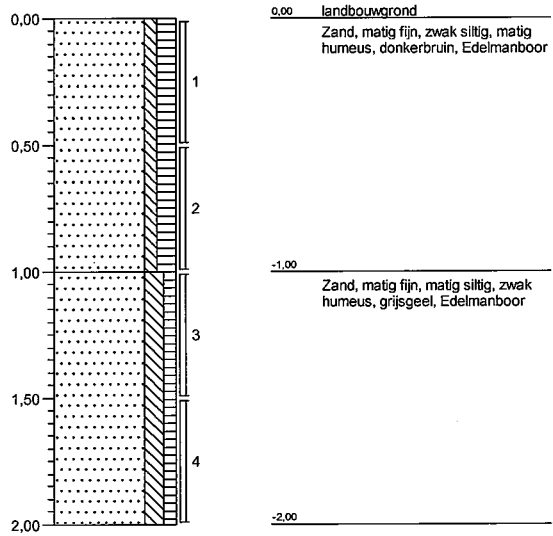 0,00
0,50
1,00
1,50
2,00
1
2
3
4
0,00 landbouwgrond
Zand, matig fijn, zwak siltig, matig
humeus, donkerbruin, Edelmanboor
-1,00
Zand, matig fijn, matig siltig, zwak
humeus, grijsgeel, Edelmanboor
-2,00